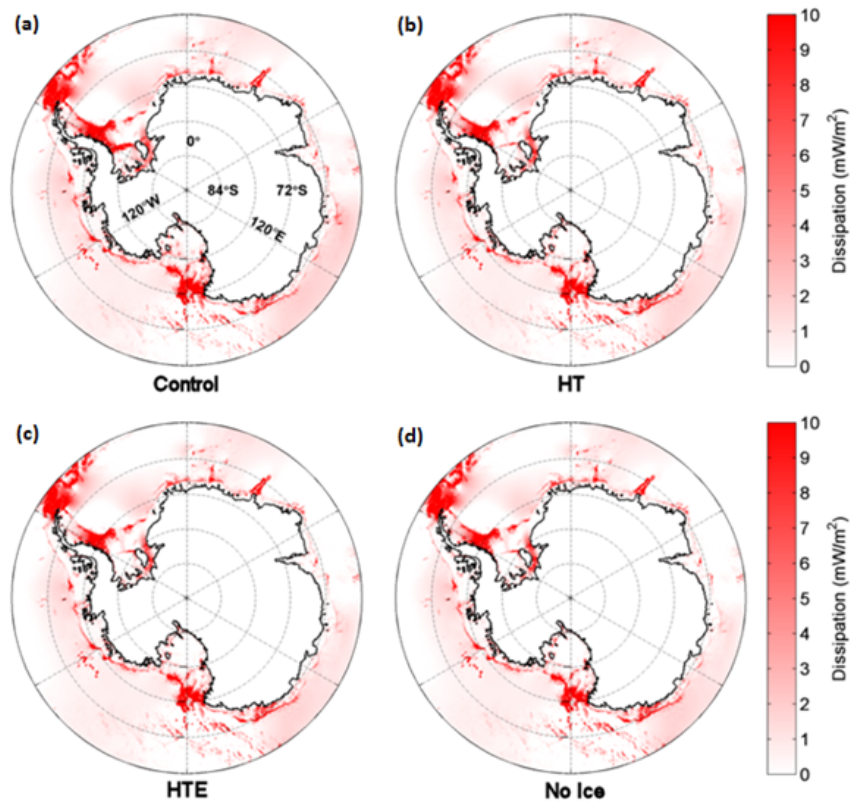 (a)
(b)
0°
84°S
72°S
120°W
120°E
Control
HT
10
9
8
7
6
5
4
3
2
1
0
Dissipation (mW/m²)
(c)
(d)
HTE
No Ice
10
9
8
7
6
5
4
3
2
1
0
Dissipation (mW/m²)